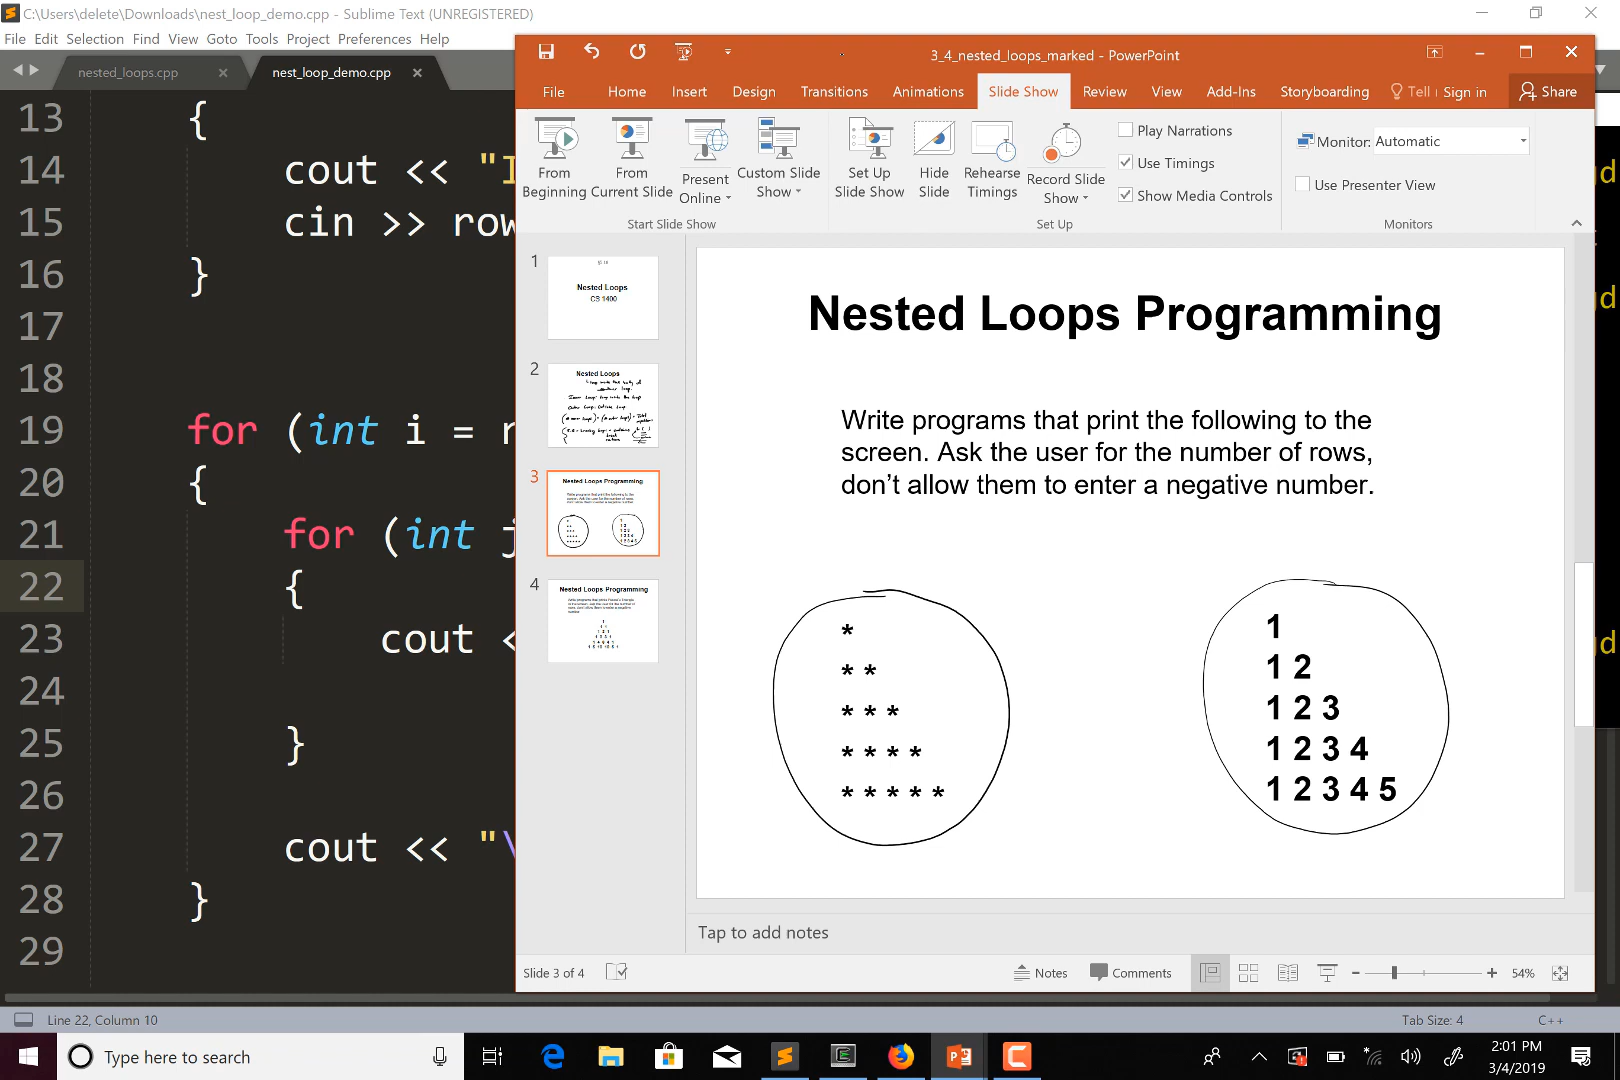 C:\Users\delete\Downloads\nest_loop_demo.cpp - Sublime Text (UNREGISTERED)
File Edit Selection Find View Goto Tools Project Preferences Help
nested_loops.cpp
nest_loop_demo.cpp
13 {
14 cout << "I
15 cin >> row
16 }
17
18
19 for (int i = r
20 {
21 for (int j
22 {
23 cout <
24
25 }
26
27 cout << "\
28 }
29
Line 22, Column 10
Tab Size: 4
C++
3_4_nested_loops_marked - PowerPoint
File Home Insert Design Transitions Animations Slide Show Review View Add-Ins Storyboarding Tell Sign in Share
From Beginning
From Current Slide
Present Online
Custom Slide Show
Start Slide Show
Set Up Slide Show
Hide Slide
Rehearse Timings
Record Slide Show
Play Narrations
Use Timings
Show Media Controls
Set Up
Monitor: Automatic
Use Presenter View
Monitors
1
Nested Loops
CS 1400
2
Nested Loops
3
Nested Loops Programming
4
Nested Loops Programming
Nested Loops Programming
Write programs that print the following to the
screen. Ask the user for the number of rows,
don't allow them to enter a negative number.
*
* *
* * *
* * * *
* * * * *
1
1 2
1 2 3
1 2 3 4
1 2 3 4 5
Tap to add notes
Slide 3 of 4
Notes
Comments
54%
Type here to search
2:01 PM
3/4/2019